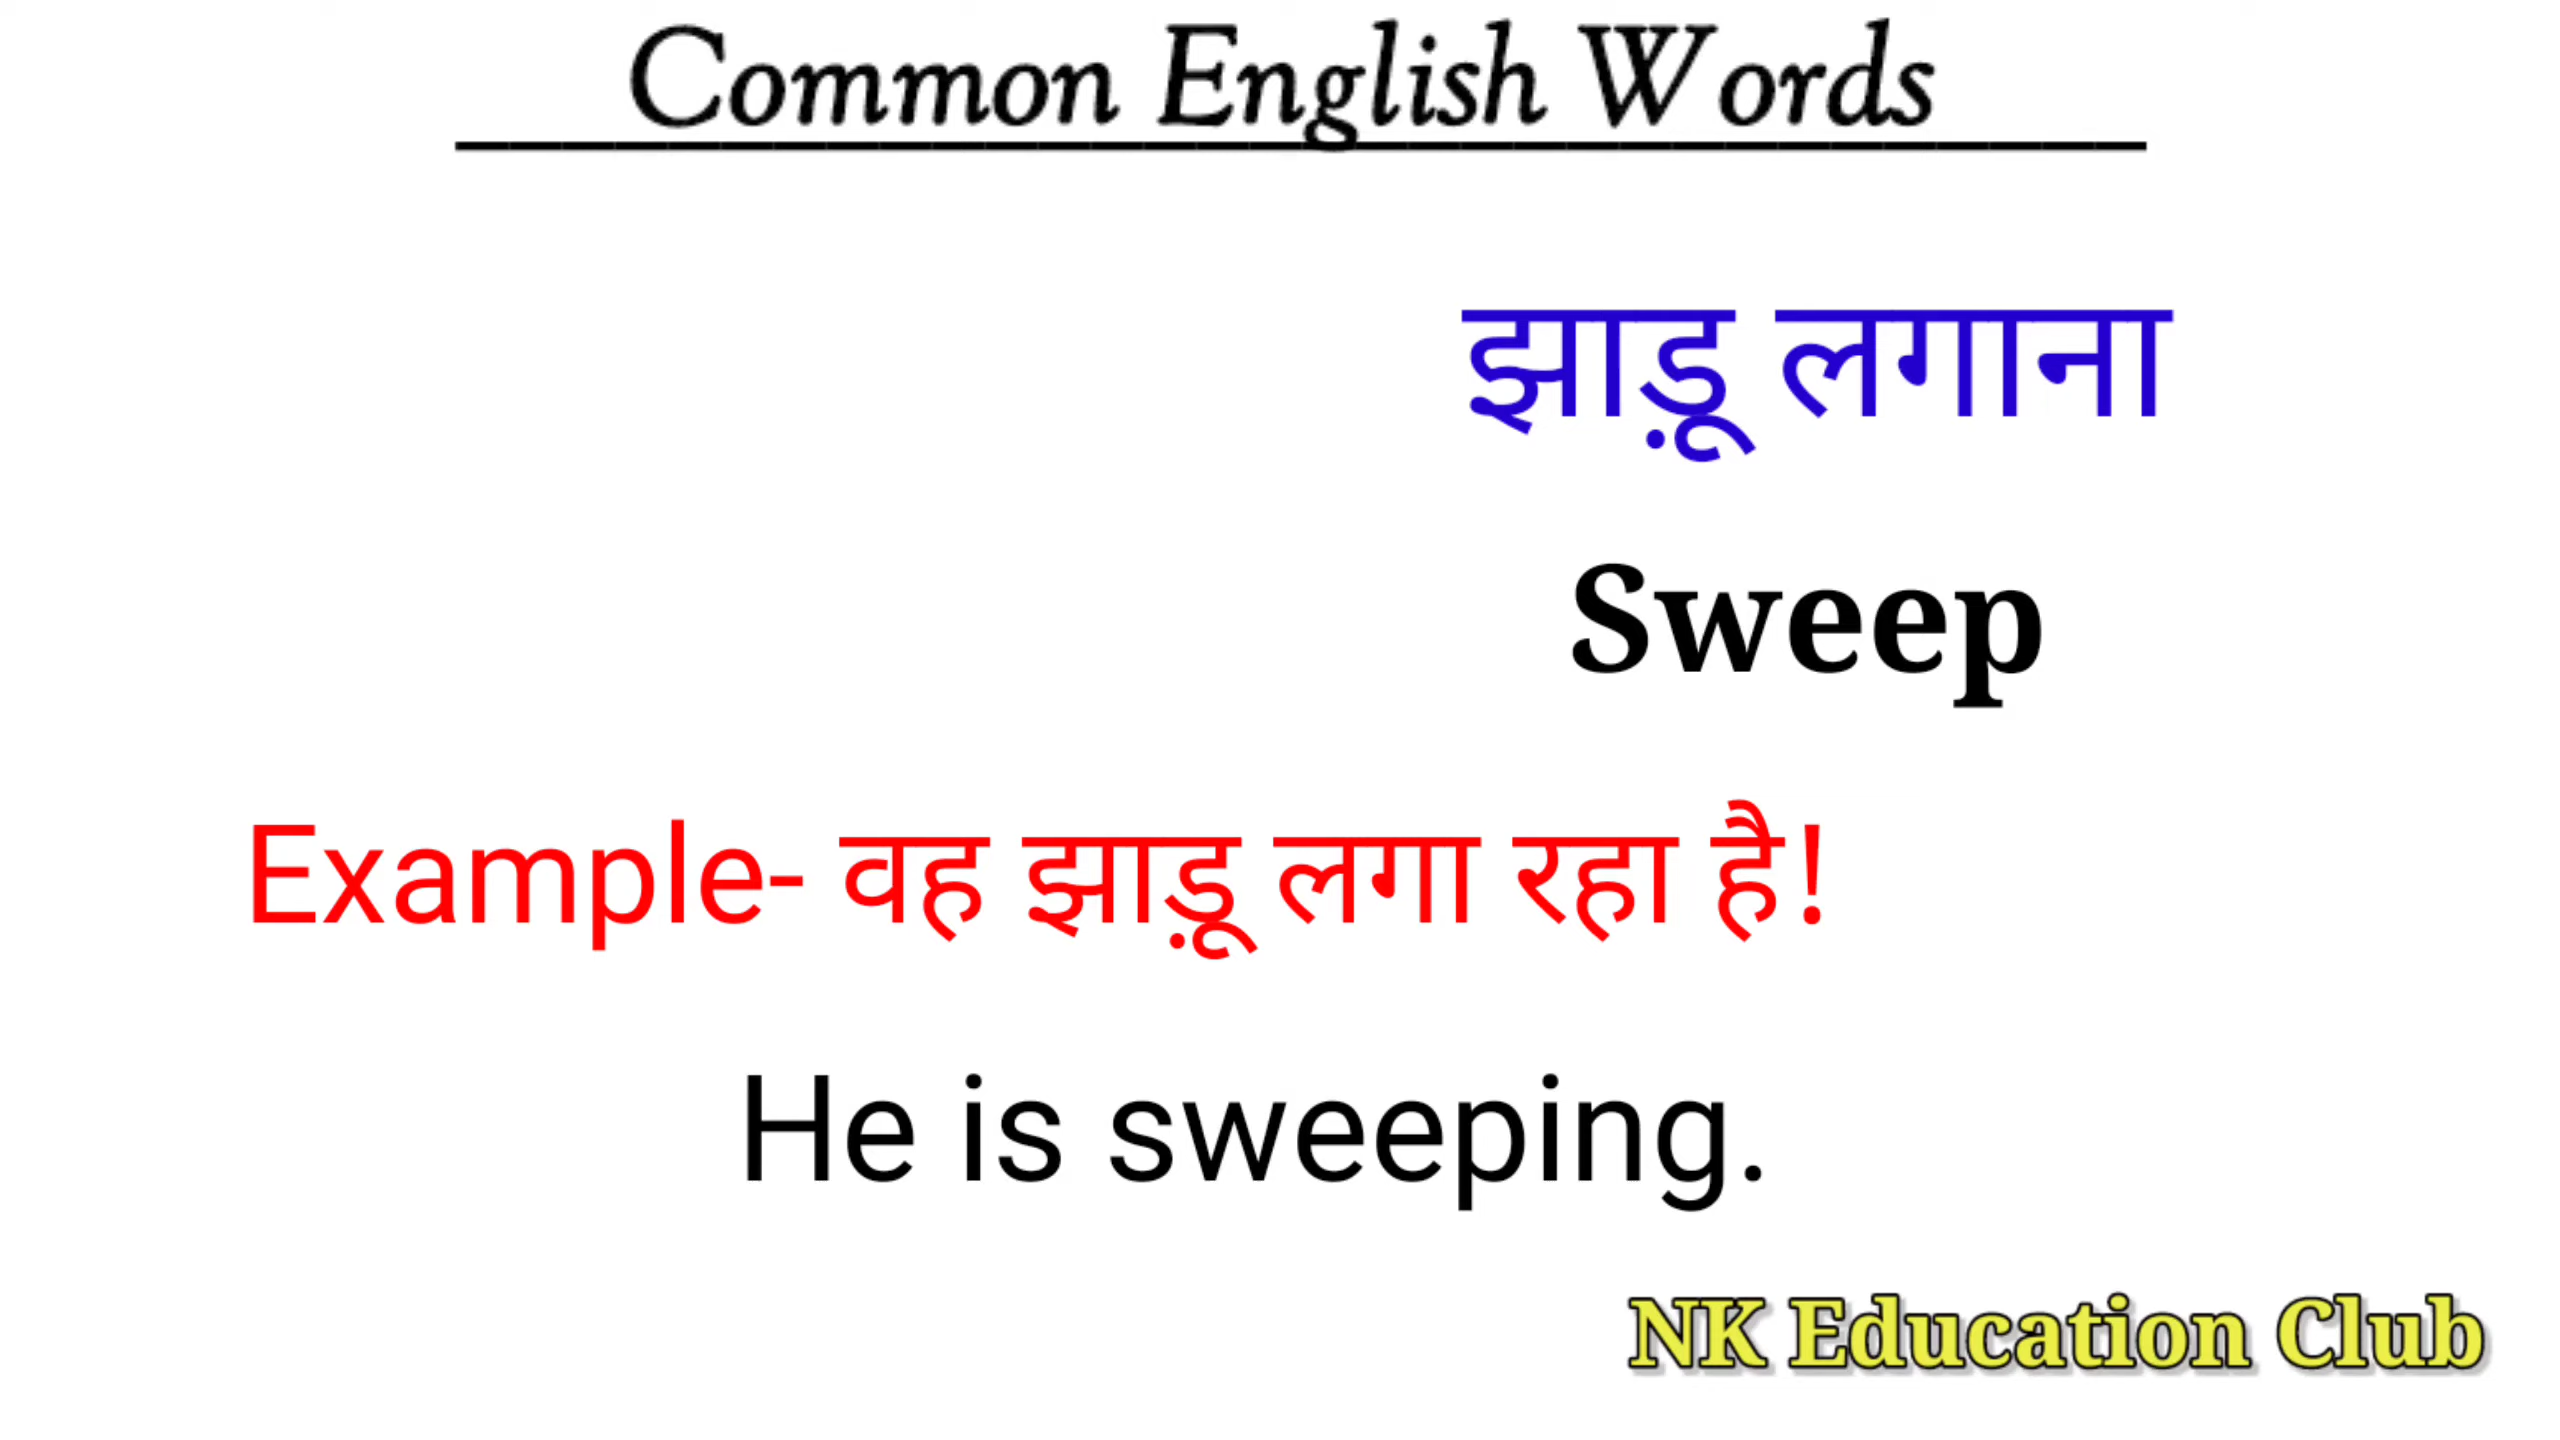 Common English Words
झाड़ू लगाना
Sweep
Example- वह झाड़ू लगा रहा है!
He is sweeping.
NK Education Club